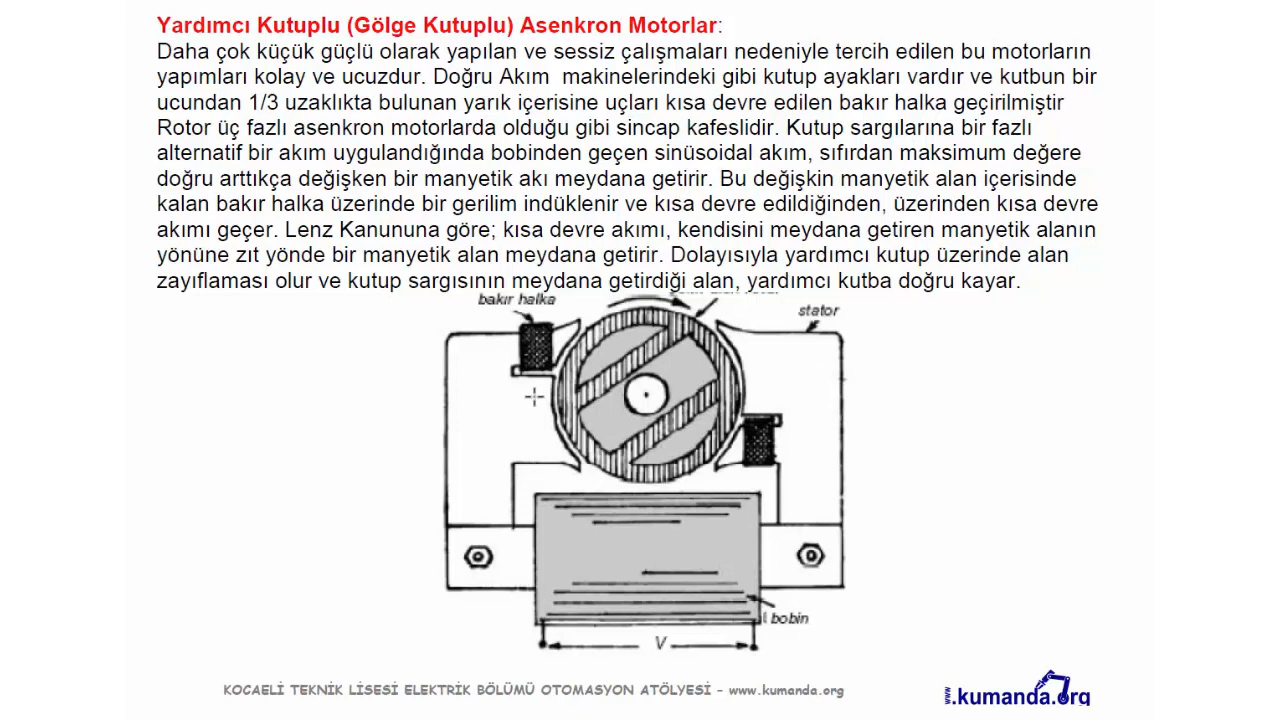 Yardımcı Kutuplu (Gölge Kutuplu) Asenkron Motorlar:
Daha çok küçük güçlü olarak yapılan ve sessiz çalışmaları nedeniyle tercih edilen bu motorların
yapımları kolay ve ucuzdur. Doğru Akım  makinelerindeki gibi kutup ayakları vardır ve kutbun bir
ucundan 1/3 uzaklıkta bulunan yarık içerisine uçları kısa devre edilen bakır halka geçirilmiştir
Rotor üç fazlı asenkron motorlarda olduğu gibi sincap kafeslidir. Kutup sargılarına bir fazlı
alternatif bir akım uygulandığında bobinden geçen sinüsoidal akım, sıfırdan maksimum değere
doğru arttıkça değişken bir manyetik akı meydana getirir. Bu değişkin manyetik alan içerisinde
kalan bakır halka üzerinde bir gerilim indüklenir ve kısa devre edildiğinden, üzerinden kısa devre
akımı geçer. Lenz Kanununa göre; kısa devre akımı, kendisini meydana getiren manyetik alanın
yönüne zıt yönde bir manyetik alan meydana getirir. Dolayısıyla yardımcı kutup üzerinde alan
zayıflaması olur ve kutup sargısının meydana getirdiği alan, yardımcı kutba doğru kayar.
bakır halka
stator
bobin
V
KOCAELİ TEKNİK LİSESİ ELEKTRİK BÖLÜMÜ OTOMASYON ATÖLYESİ - www.kumanda.org
www.kumanda.org